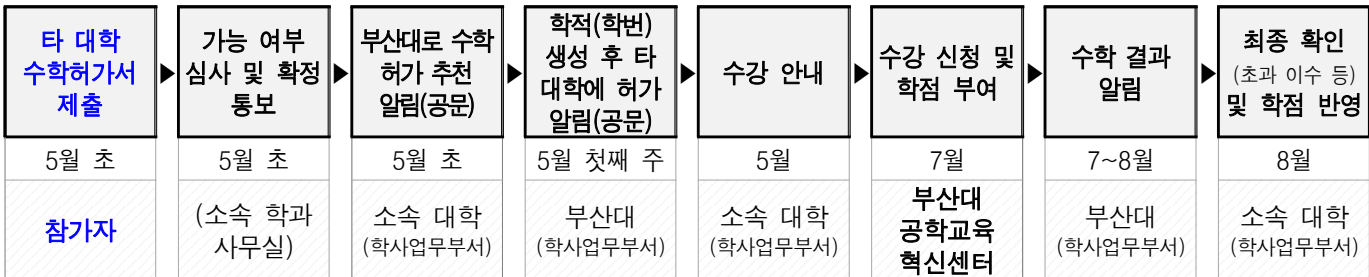 타 대학
수학허가서
제출
▶
가능 여부
심사 및 확정
통보
▶
부산대로 수학
허가 추천
알림(공문)
▶
학적(학번)
생성 후 타
대학에 허가
알림(공문)
▶
수강 안내
▶
수강 신청 및
학점 부여
▶
수학 결과
알림
▶
최종 확인
(초과 이수 등)
및 학점 반영
5월 초
5월 초
5월 초
5월 첫째 주
5월
7월
7~8월
8월
참가자
(소속 학과
사무실)
소속 대학
(학사업무부서)
부산대
(학사업무부서)
소속 대학
(학사업무부서)
부산대
공학교육
혁신센터
부산대
(학사업무부서)
소속 대학
(학사업무부서)